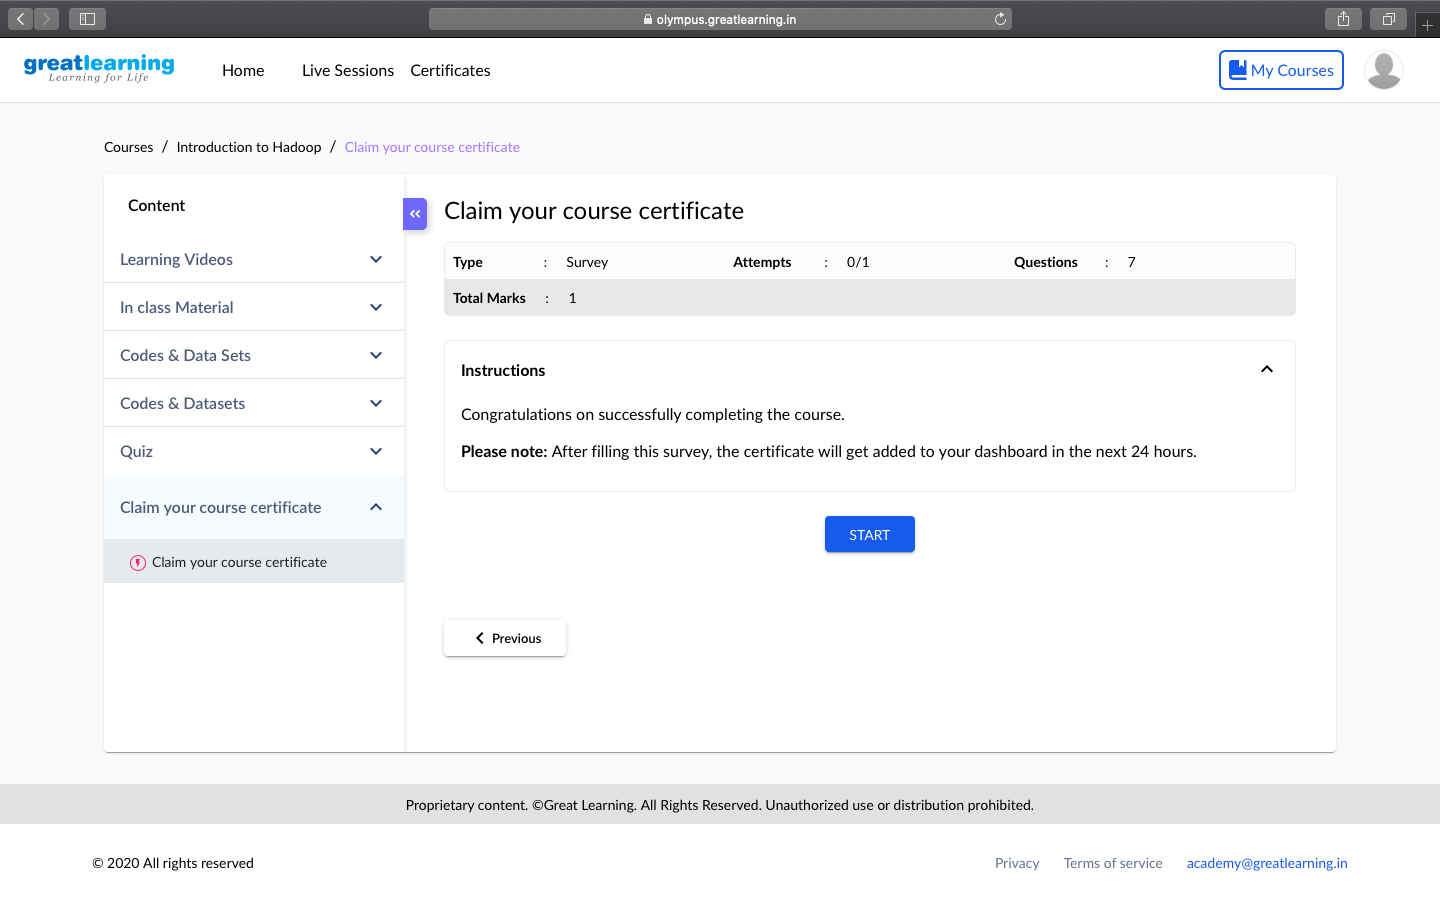 olympus.greatlearning.in
greatlearning
Learning for Life
Home Live Sessions Certificates
My Courses
Courses / Introduction to Hadoop / Claim your course certificate
Content
Learning Videos
In class Material
Codes & Data Sets
Codes & Datasets
Quiz
Claim your course certificate
Claim your course certificate
Claim your course certificate
Type : Survey Attempts : 0/1 Questions : 7
Total Marks : 1
Instructions
Congratulations on successfully completing the course.
Please note: After filling this survey, the certificate will get added to your dashboard in the next 24 hours.
START
Previous
Proprietary content. ©Great Learning. All Rights Reserved. Unauthorized use or distribution prohibited.
© 2020 All rights reserved
Privacy Terms of service academy@greatlearning.in